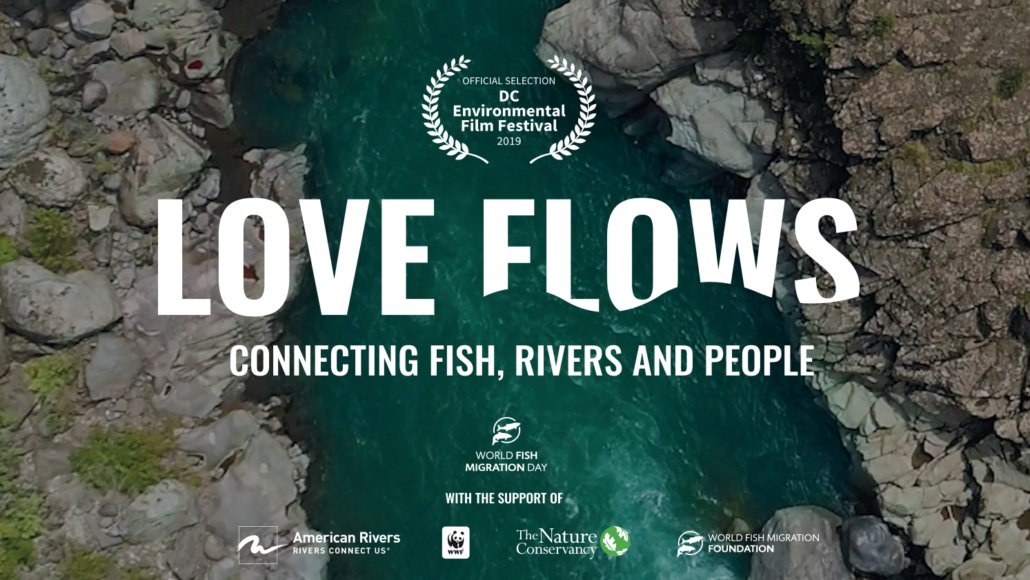 OFFICIAL SELECTION
DC
Environmental
Film Festival
2019
LOVE FLOWS
CONNECTING FISH, RIVERS AND PEOPLE
WORLD FISH
MIGRATION DAY
WITH THE SUPPORT OF
American Rivers
RIVERS CONNECT US®
WWF
The Nature
Conservancy
WORLD FISH MIGRATION
FOUNDATION